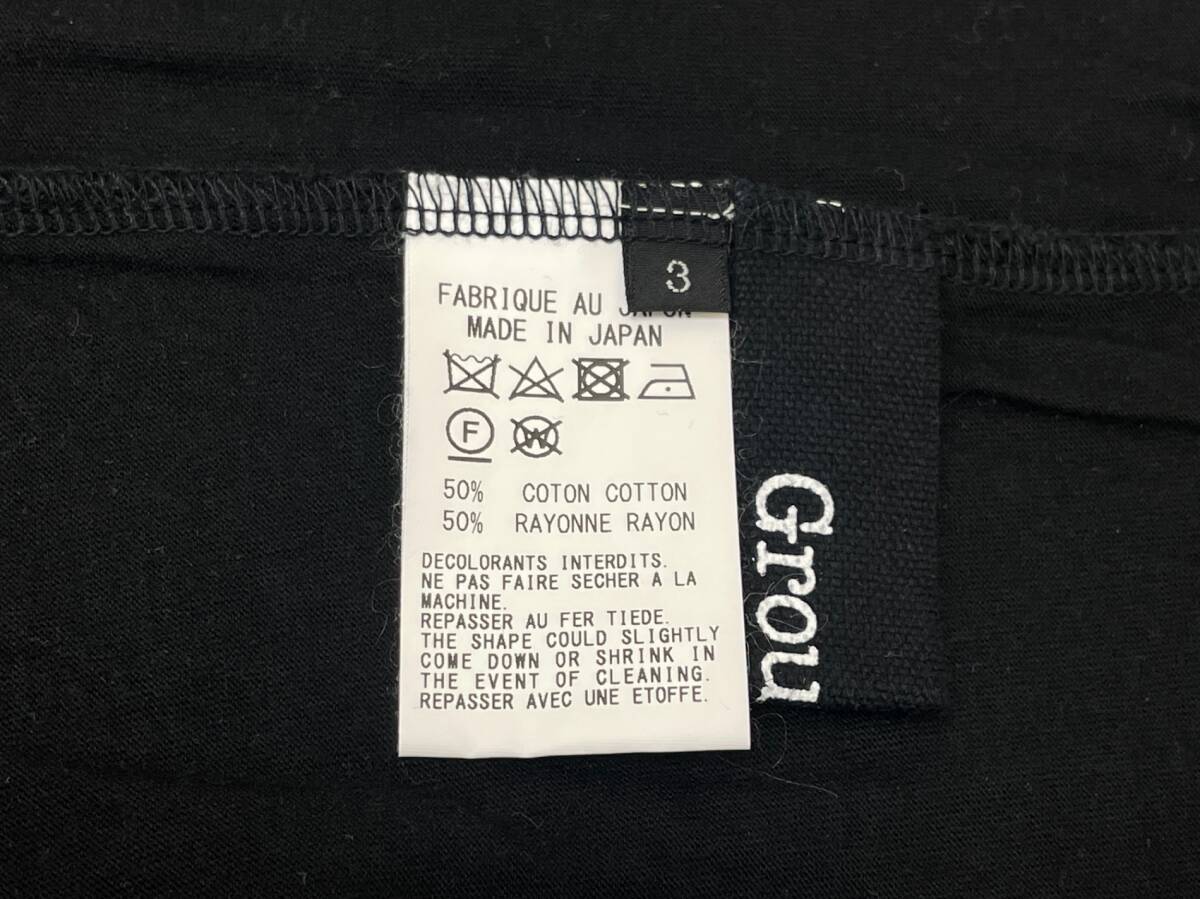 3
FABRIQUE AU JAPON
MADE IN JAPAN
F
W
50% COTON COTTON
50% RAYONNE RAYON
DECOLORANTS INTERDITS.
NE PAS FAIRE SECHER A LA
MACHINE.
REPASSER AU FER TIEDE.
THE SHAPE COULD SLIGHTLY
COME DOWN OR SHRINK IN
THE EVENT OF CLEANING.
REPASSER AVEC UNE ETOFFE.
Grou